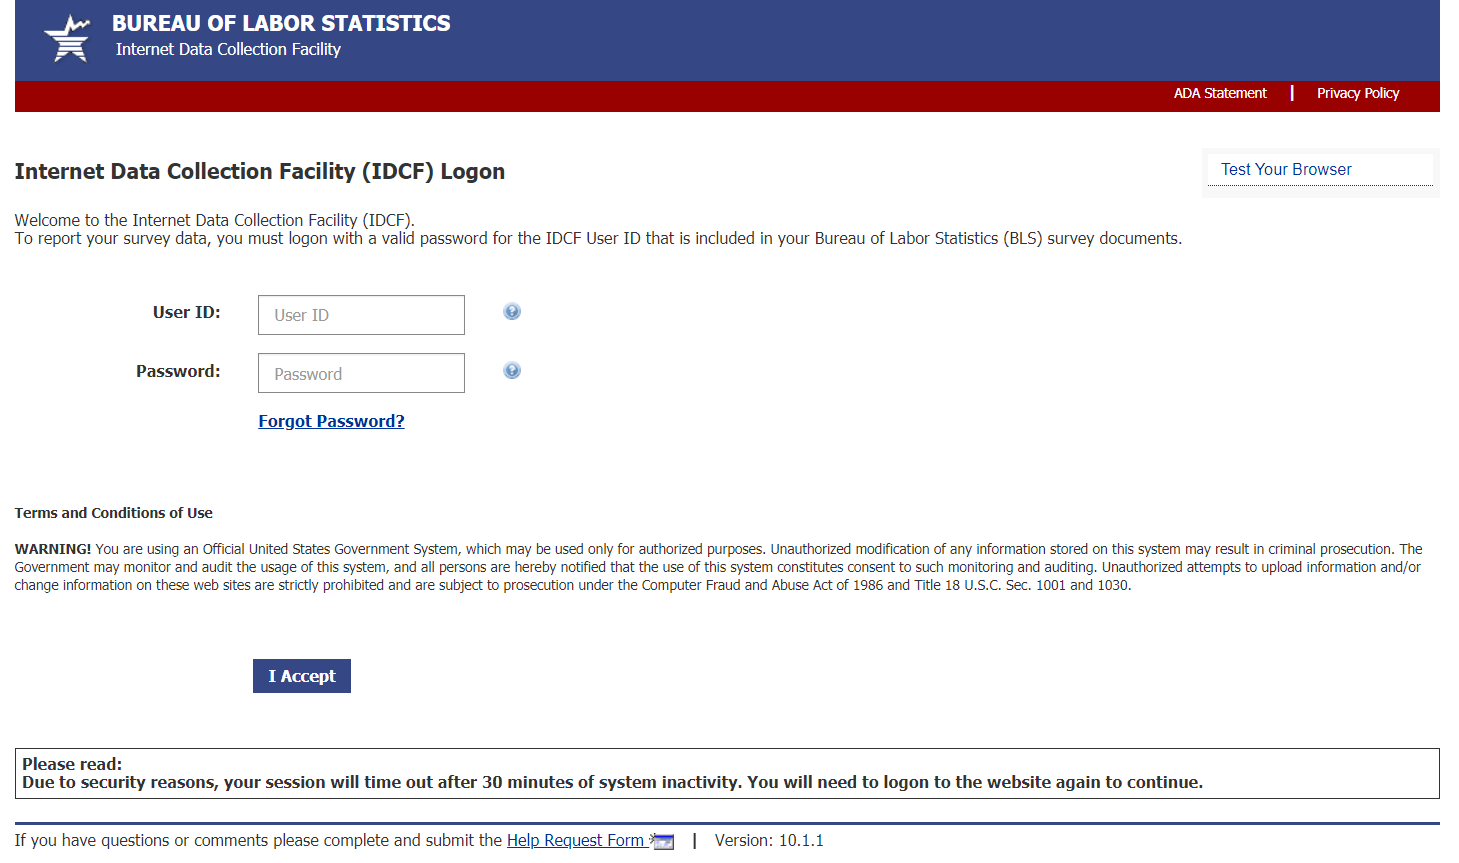 BUREAU OF LABOR STATISTICS
Internet Data Collection Facility
ADA Statement | Privacy Policy
Internet Data Collection Facility (IDCF) Logon
Test Your Browser
Welcome to the Internet Data Collection Facility (IDCF).
To report your survey data, you must logon with a valid password for the IDCF User ID that is included in your Bureau of Labor Statistics (BLS) survey documents.
User ID: User ID ?
Password: Password ?
Forgot Password?
Terms and Conditions of Use
WARNING! You are using an Official United States Government System, which may be used only for authorized purposes. Unauthorized modification of any information stored on this system may result in criminal prosecution. The
Government may monitor and audit the usage of this system, and all persons are hereby notified that the use of this system constitutes consent to such monitoring and auditing. Unauthorized attempts to upload information and/or
change information on these web sites are strictly prohibited and are subject to prosecution under the Computer Fraud and Abuse Act of 1986 and Title 18 U.S.C. Sec. 1001 and 1030.
I Accept
Please read:
Due to security reasons, your session will time out after 30 minutes of system inactivity. You will need to logon to the website again to continue.
If you have questions or comments please complete and submit the Help Request Form | Version: 10.1.1